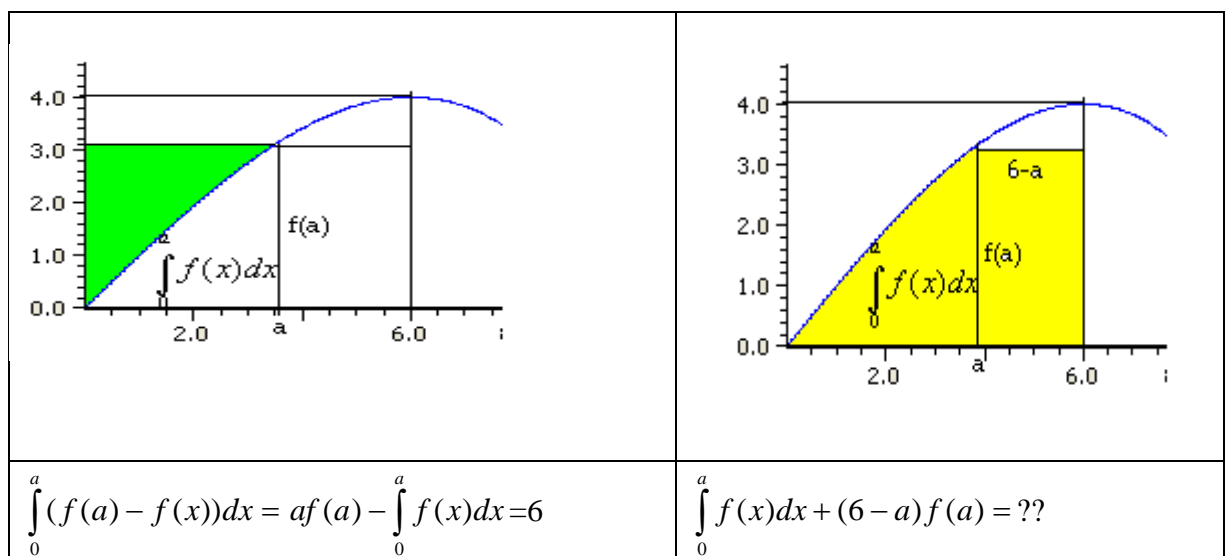 4.0
3.0
2.0
1.0
0.0
f(a)
∫₀ᵃ f(x)dx
2.0 a 6.0
4.0
3.0
2.0
1.0
0.0
6-a
f(a)
∫₀ᵃ f(x)dx
2.0 a 6.0
∫₀ᵃ (f(a) − f(x))dx = af(a) − ∫₀ᵃ f(x)dx =6
∫₀ᵃ f(x)dx + (6 − a)f(a) = ??